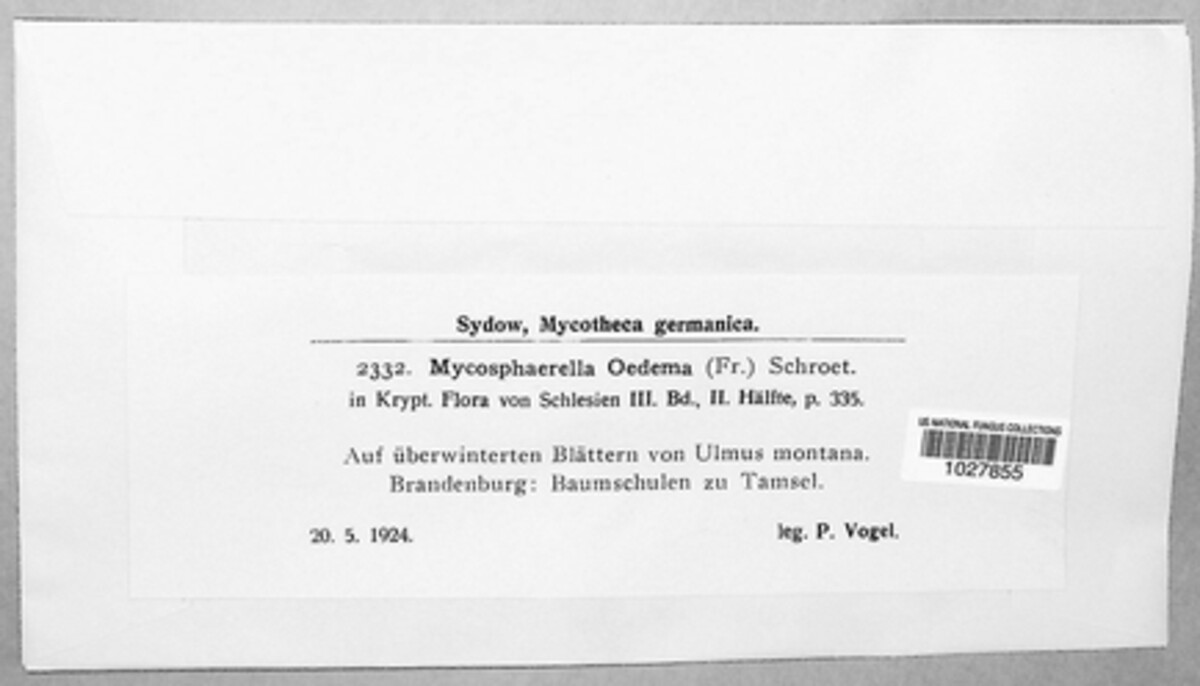 Sydow, Mycotheca germanica.
2332. Mycosphaerella Oedema (Fr.) Schroet.
in Krypt. Flora von Schlesien III. Bd., II. Hälfte, p. 335.
Auf überwinterten Blättern von Ulmus montana.
Brandenburg: Baumschulen zu Tamsel.
20. 5. 1924.
leg. P. Vogel.
US NATIONAL FUNGUS COLLECTIONS
1027855